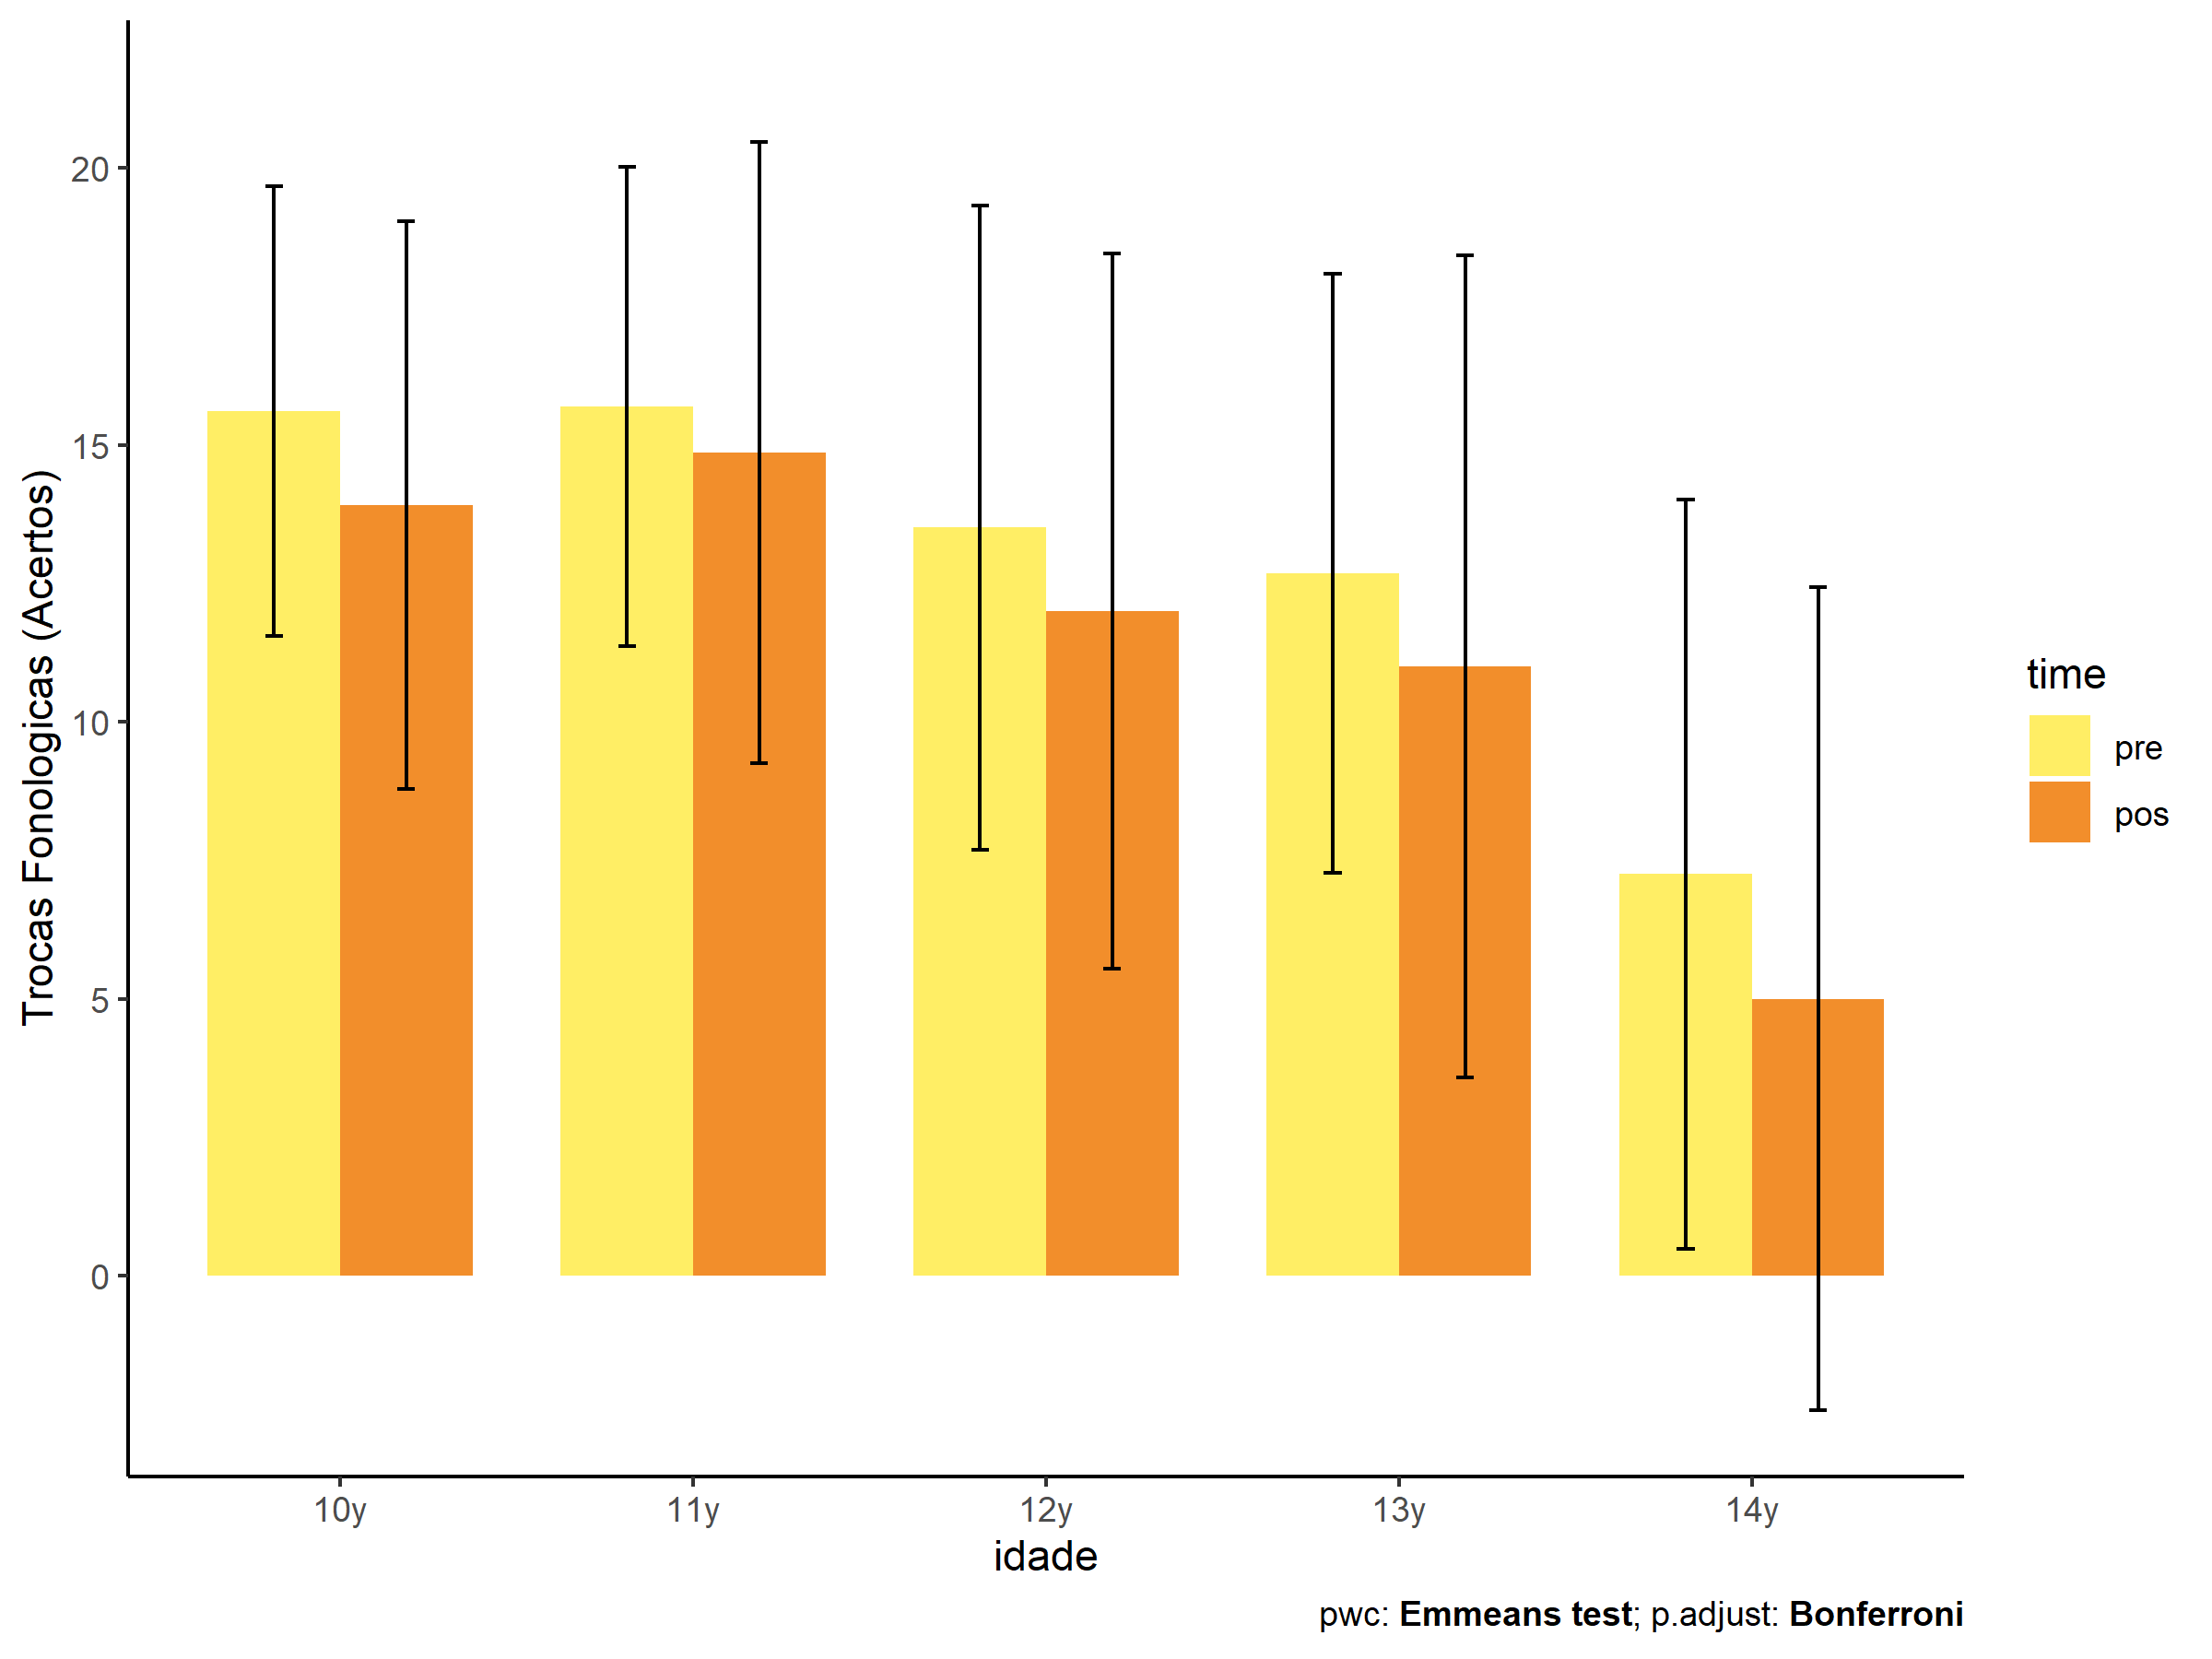 Trocas Fonologicas (Acertos)
20
15
10
5
0
10y
11y
12y
13y
14y
idade
time
pre
pos
pwc: Emmeans test; p.adjust: Bonferroni